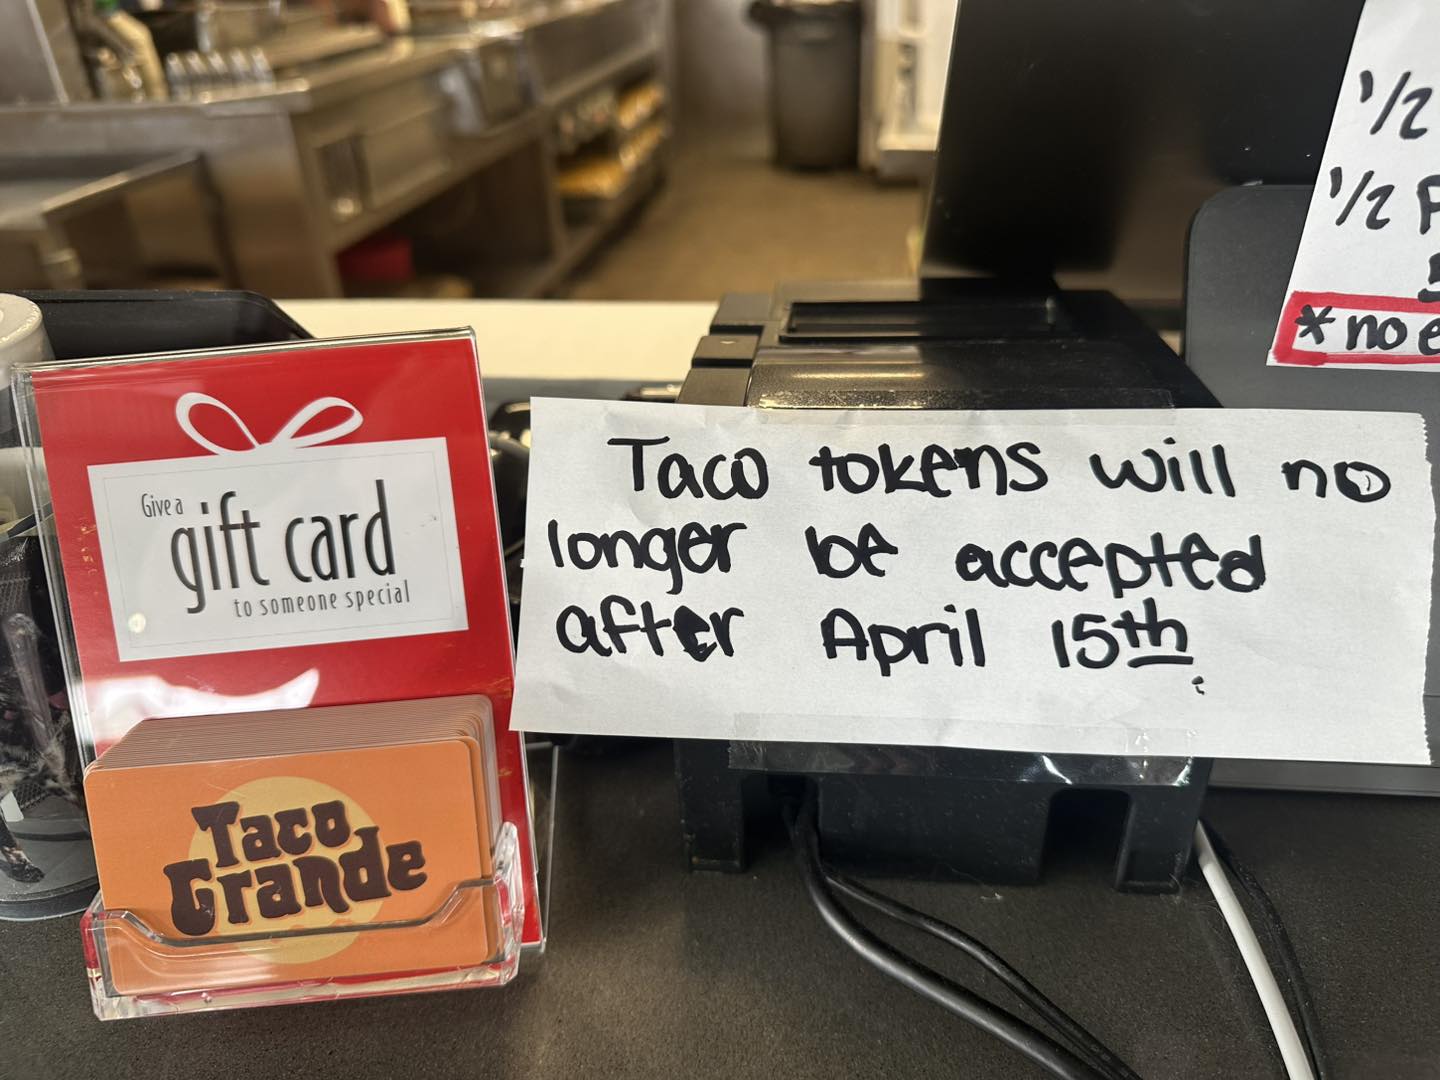 Give a
gift card
to someone special
Taco
Grande
Taco tokens will no
longer be accepted
after April 15th.
1/2
1/2
*no